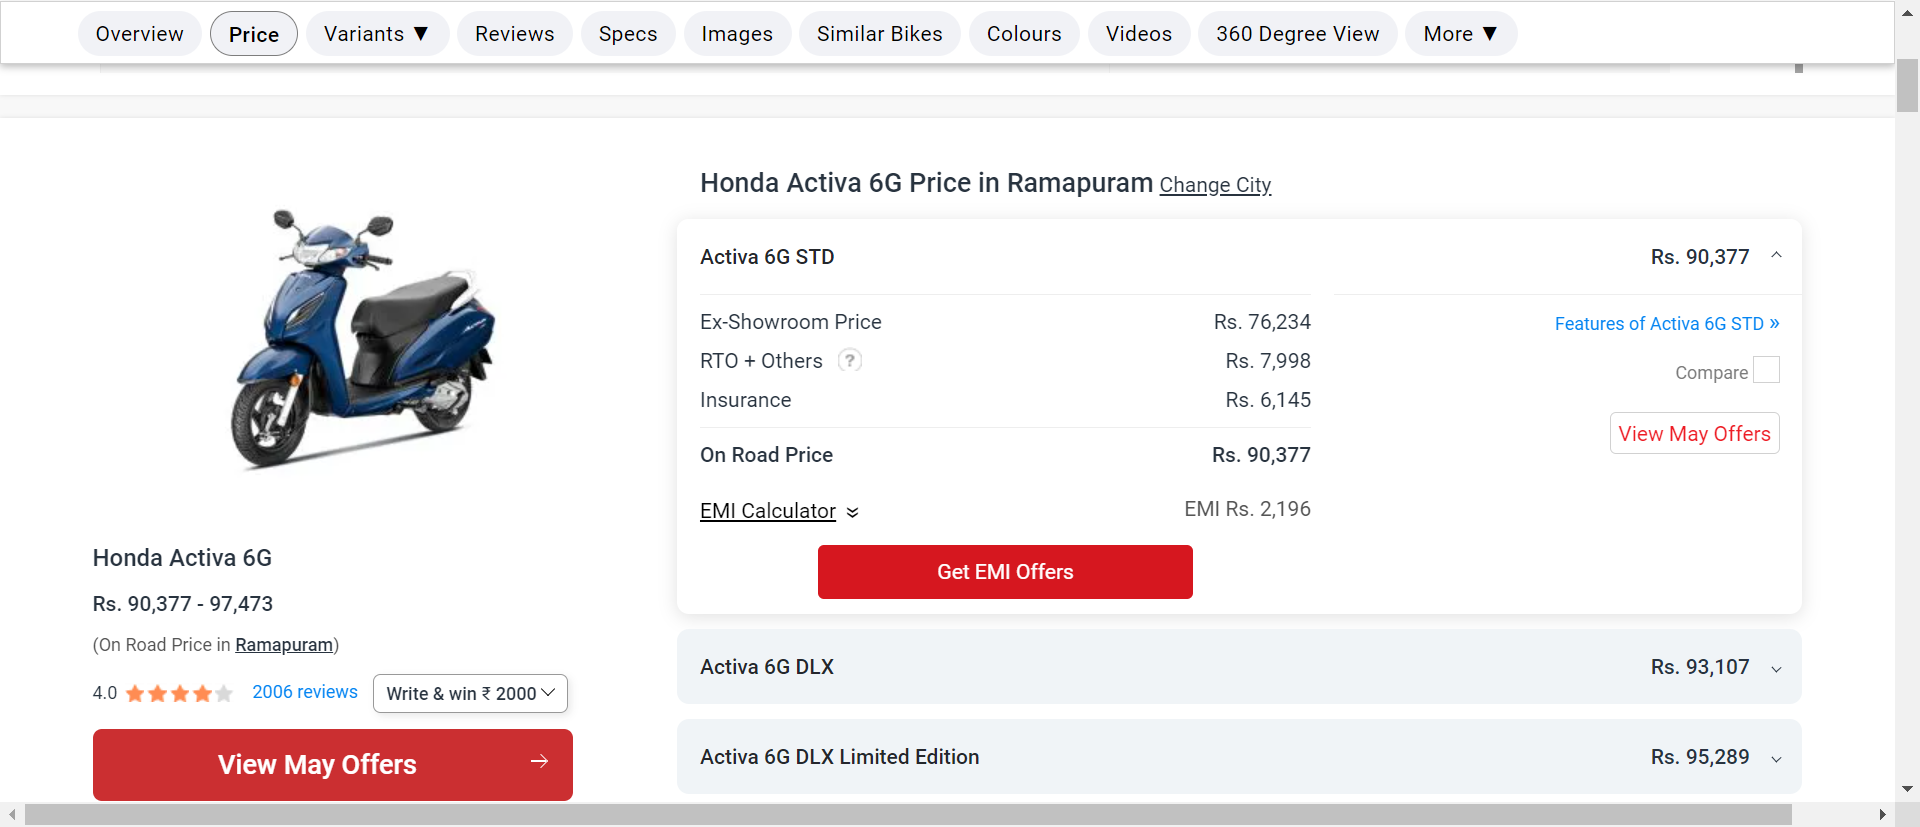 Overview Price Variants ▼ Reviews Specs Images Similar Bikes Colours Videos 360 Degree View More ▼
Honda Activa 6G Price in Ramapuram Change City
Activa 6G STD Rs. 90,377
Ex-Showroom Price Rs. 76,234
Features of Activa 6G STD »
RTO + Others ? Rs. 7,998
Compare
Insurance Rs. 6,145
View May Offers
On Road Price Rs. 90,377
EMI Calculator EMI Rs. 2,196
Get EMI Offers
Honda Activa 6G
Rs. 90,377 - 97,473
(On Road Price in Ramapuram)
4.0 2006 reviews Write & win ₹ 2000
View May Offers →
Activa 6G DLX Rs. 93,107
Activa 6G DLX Limited Edition Rs. 95,289